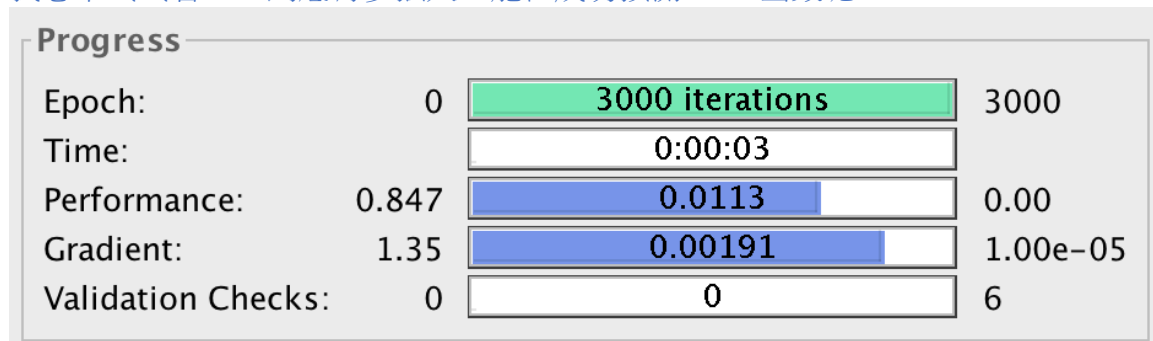 Progress
Epoch: 0 3000 iterations 3000
Time: 0:00:03
Performance: 0.847 0.0113 0.00
Gradient: 1.35 0.00191 1.00e-05
Validation Checks: 0 0 6